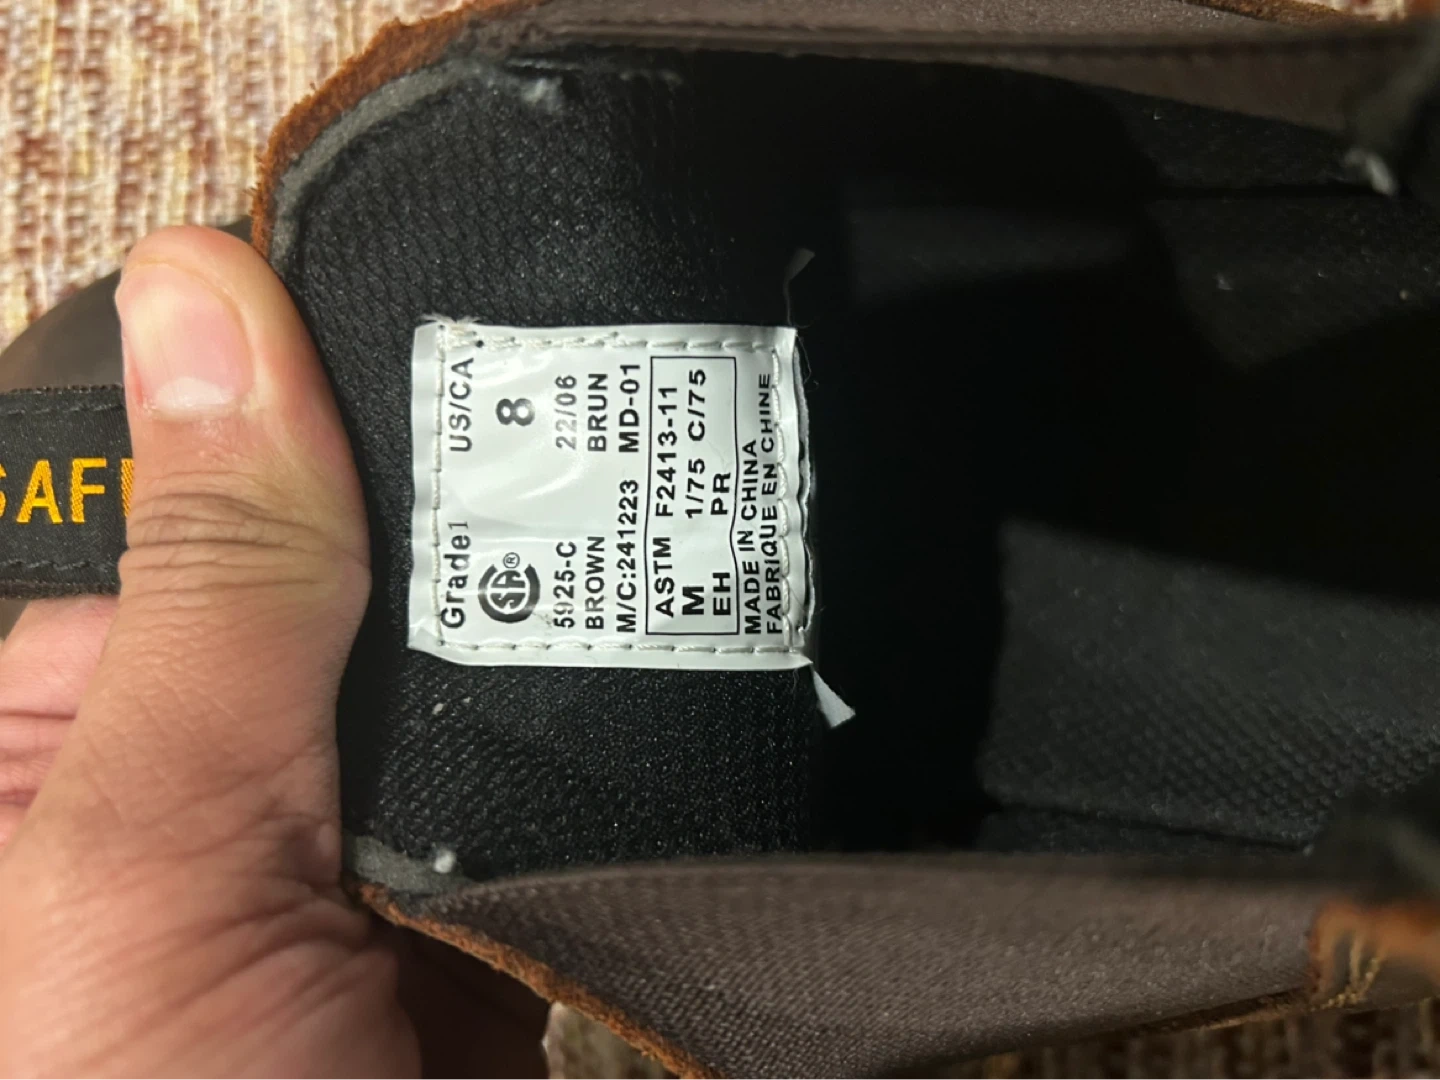 Grade1 US/CA
SA® 8
5925-C 22/06
BROWN BRUN
M/C:241223 MD-01
ASTM F2413-11
M 1/75 C/75
EH PR
MADE IN CHINA
FABRIQUE EN CHINE
SAF